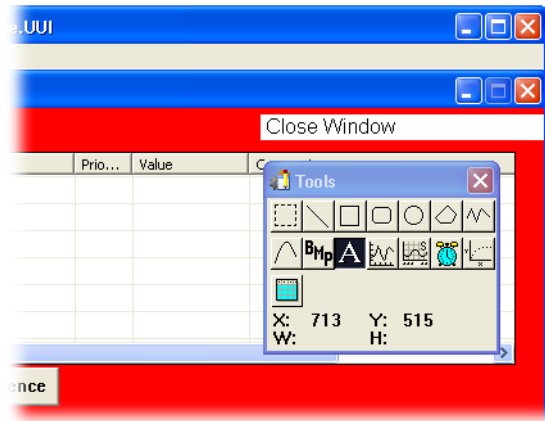 e.UUI
Close Window
Prio... Value
Tools
BMp A S
Y X
X: 713 Y: 515
W: H:
ence